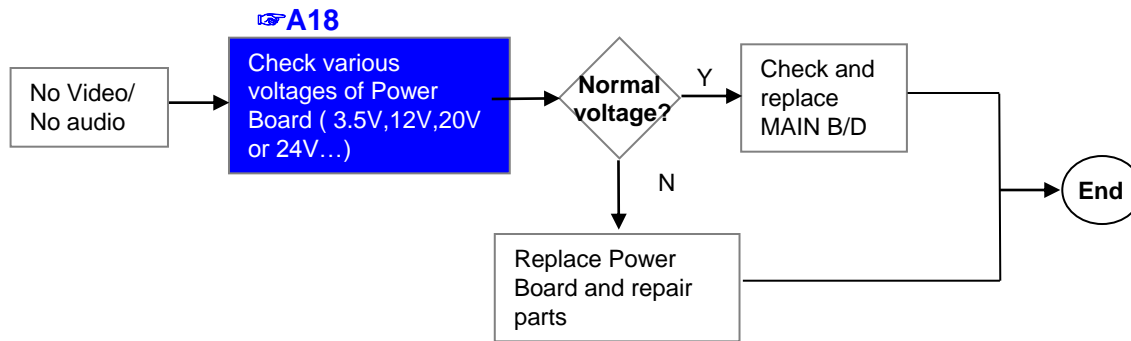 ☞A18
No Video/
No audio
Check various
voltages of Power
Board ( 3.5V,12V,20V
or 24V…)
Normal
voltage?
Y
Check and
replace
MAIN B/D
N
Replace Power
Board and repair
parts
End